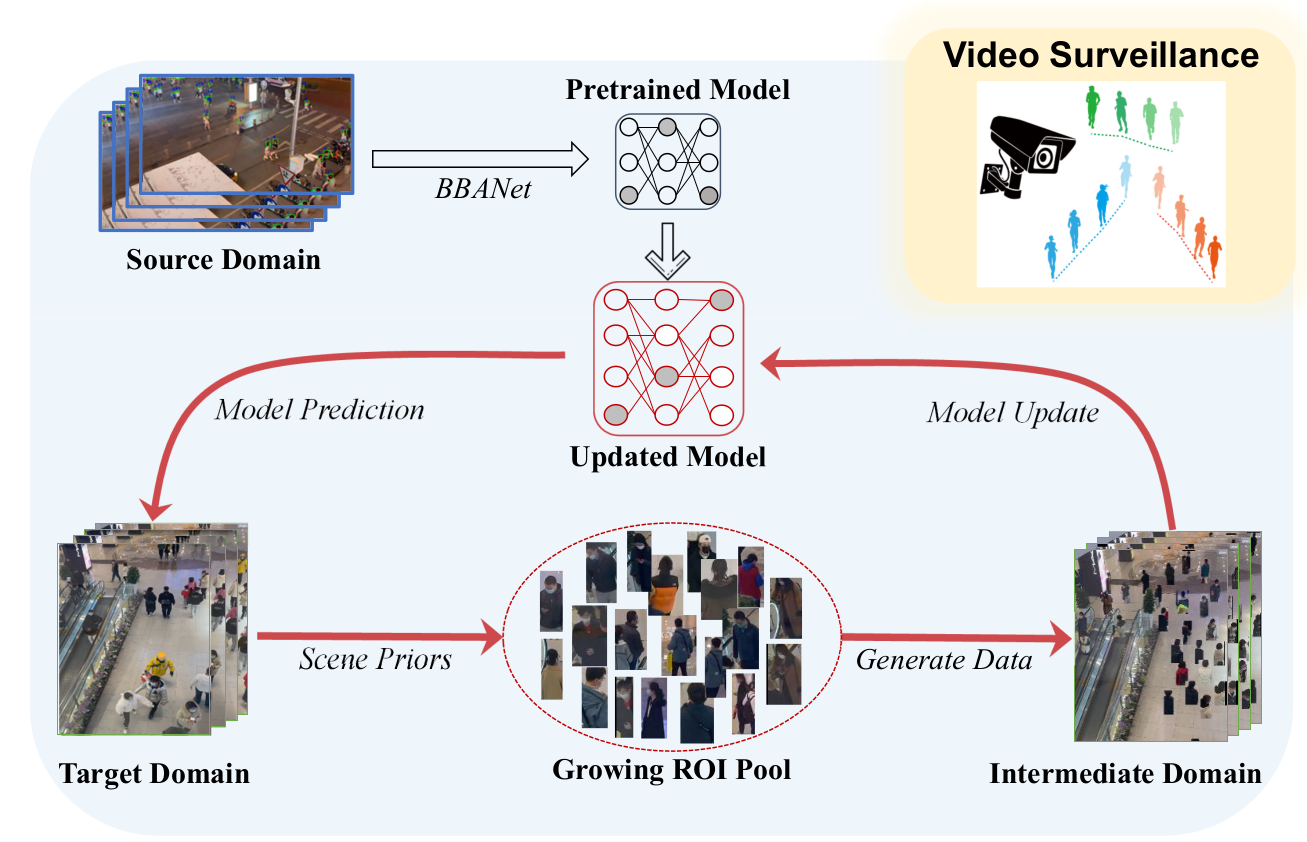 Video Surveillance
Pretrained Model
BBANet
Source Domain
Model Prediction
Model Update
Updated Model
Scene Priors
Generate Data
Target Domain
Growing ROI Pool
Intermediate Domain